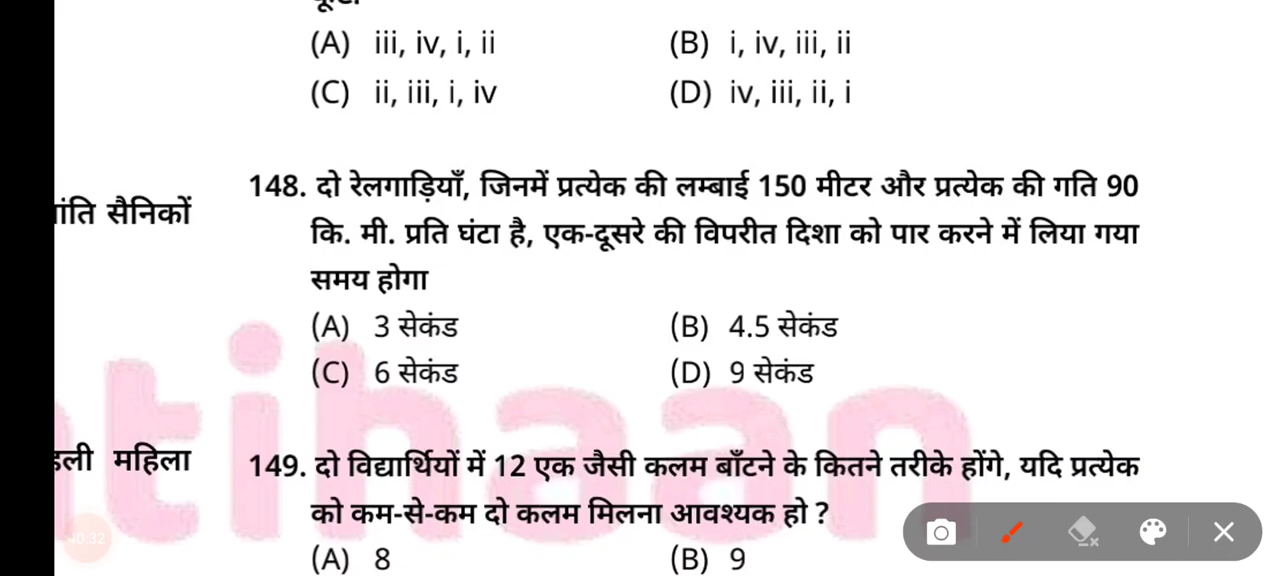 (A) iii, iv, i, ii (B) i, iv, iii, ii
(C) ii, iii, i, iv (D) iv, iii, ii, i
148. दो रेलगाड़ियाँ, जिनमें प्रत्येक की लम्बाई 150 मीटर और प्रत्येक की गति 90
कि. मी. प्रति घंटा है, एक-दूसरे की विपरीत दिशा को पार करने में लिया गया
समय होगा
(A) 3 सेकंड (B) 4.5 सेकंड
(C) 6 सेकंड (D) 9 सेकंड
149. दो विद्यार्थियों में 12 एक जैसी कलम बाँटने के कितने तरीके होंगे, यदि प्रत्येक
को कम-से-कम दो कलम मिलना आवश्यक हो ?
(A) 8 (B) 9
सैनिकों
महिला
tihaan